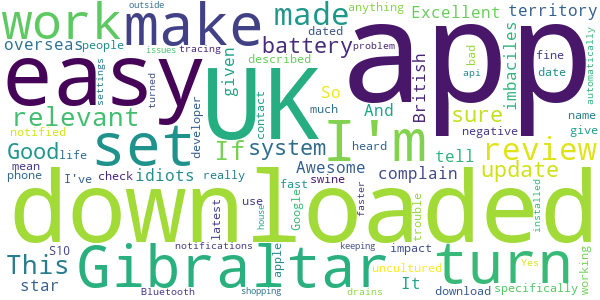 outside
anything
work
make
made
Excellent
territory
overseas
people
issues
tracing
battery
dated
problem
app
bad
fine
automatically
easy
UK
settings
turned
described
British
api
imbaciles
date
relevant
developer
given
contact
So
much
And
sure
name
set
If
system
heard
I'm
negative
give
notified
Good
life
idiots
Awesome
tell
review
mean
I've
check
really
fast
swine
complain
update
phone
latest
use
Google
faster
trouble
installed
downloaded
This
S10
Gibraltar
notifications
house
apple
keeping
impact
turn
working
star
It
uncultured
Yes
download
specifically
Bluetooth
shopping
drains